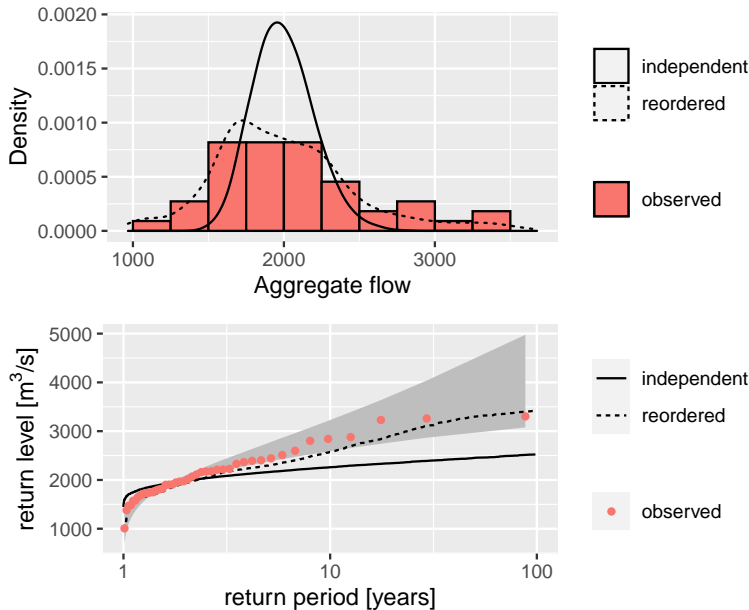 0.0020
0.0015
0.0010
0.0005
0.0000
Density
1000
2000
3000
Aggregate flow
independent
reordered
observed
5000
4000
3000
2000
1000
return level [m³/s]
1
10
100
return period [years]
independent
reordered
observed